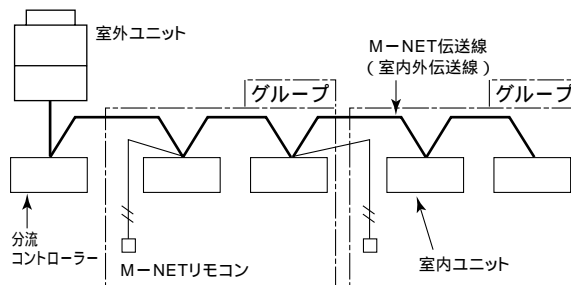 室外ユニット
M－NET伝送線
（室内外伝送線）
グループ
グループ
分流
コントローラー
M－NETリモコン
室内ユニット